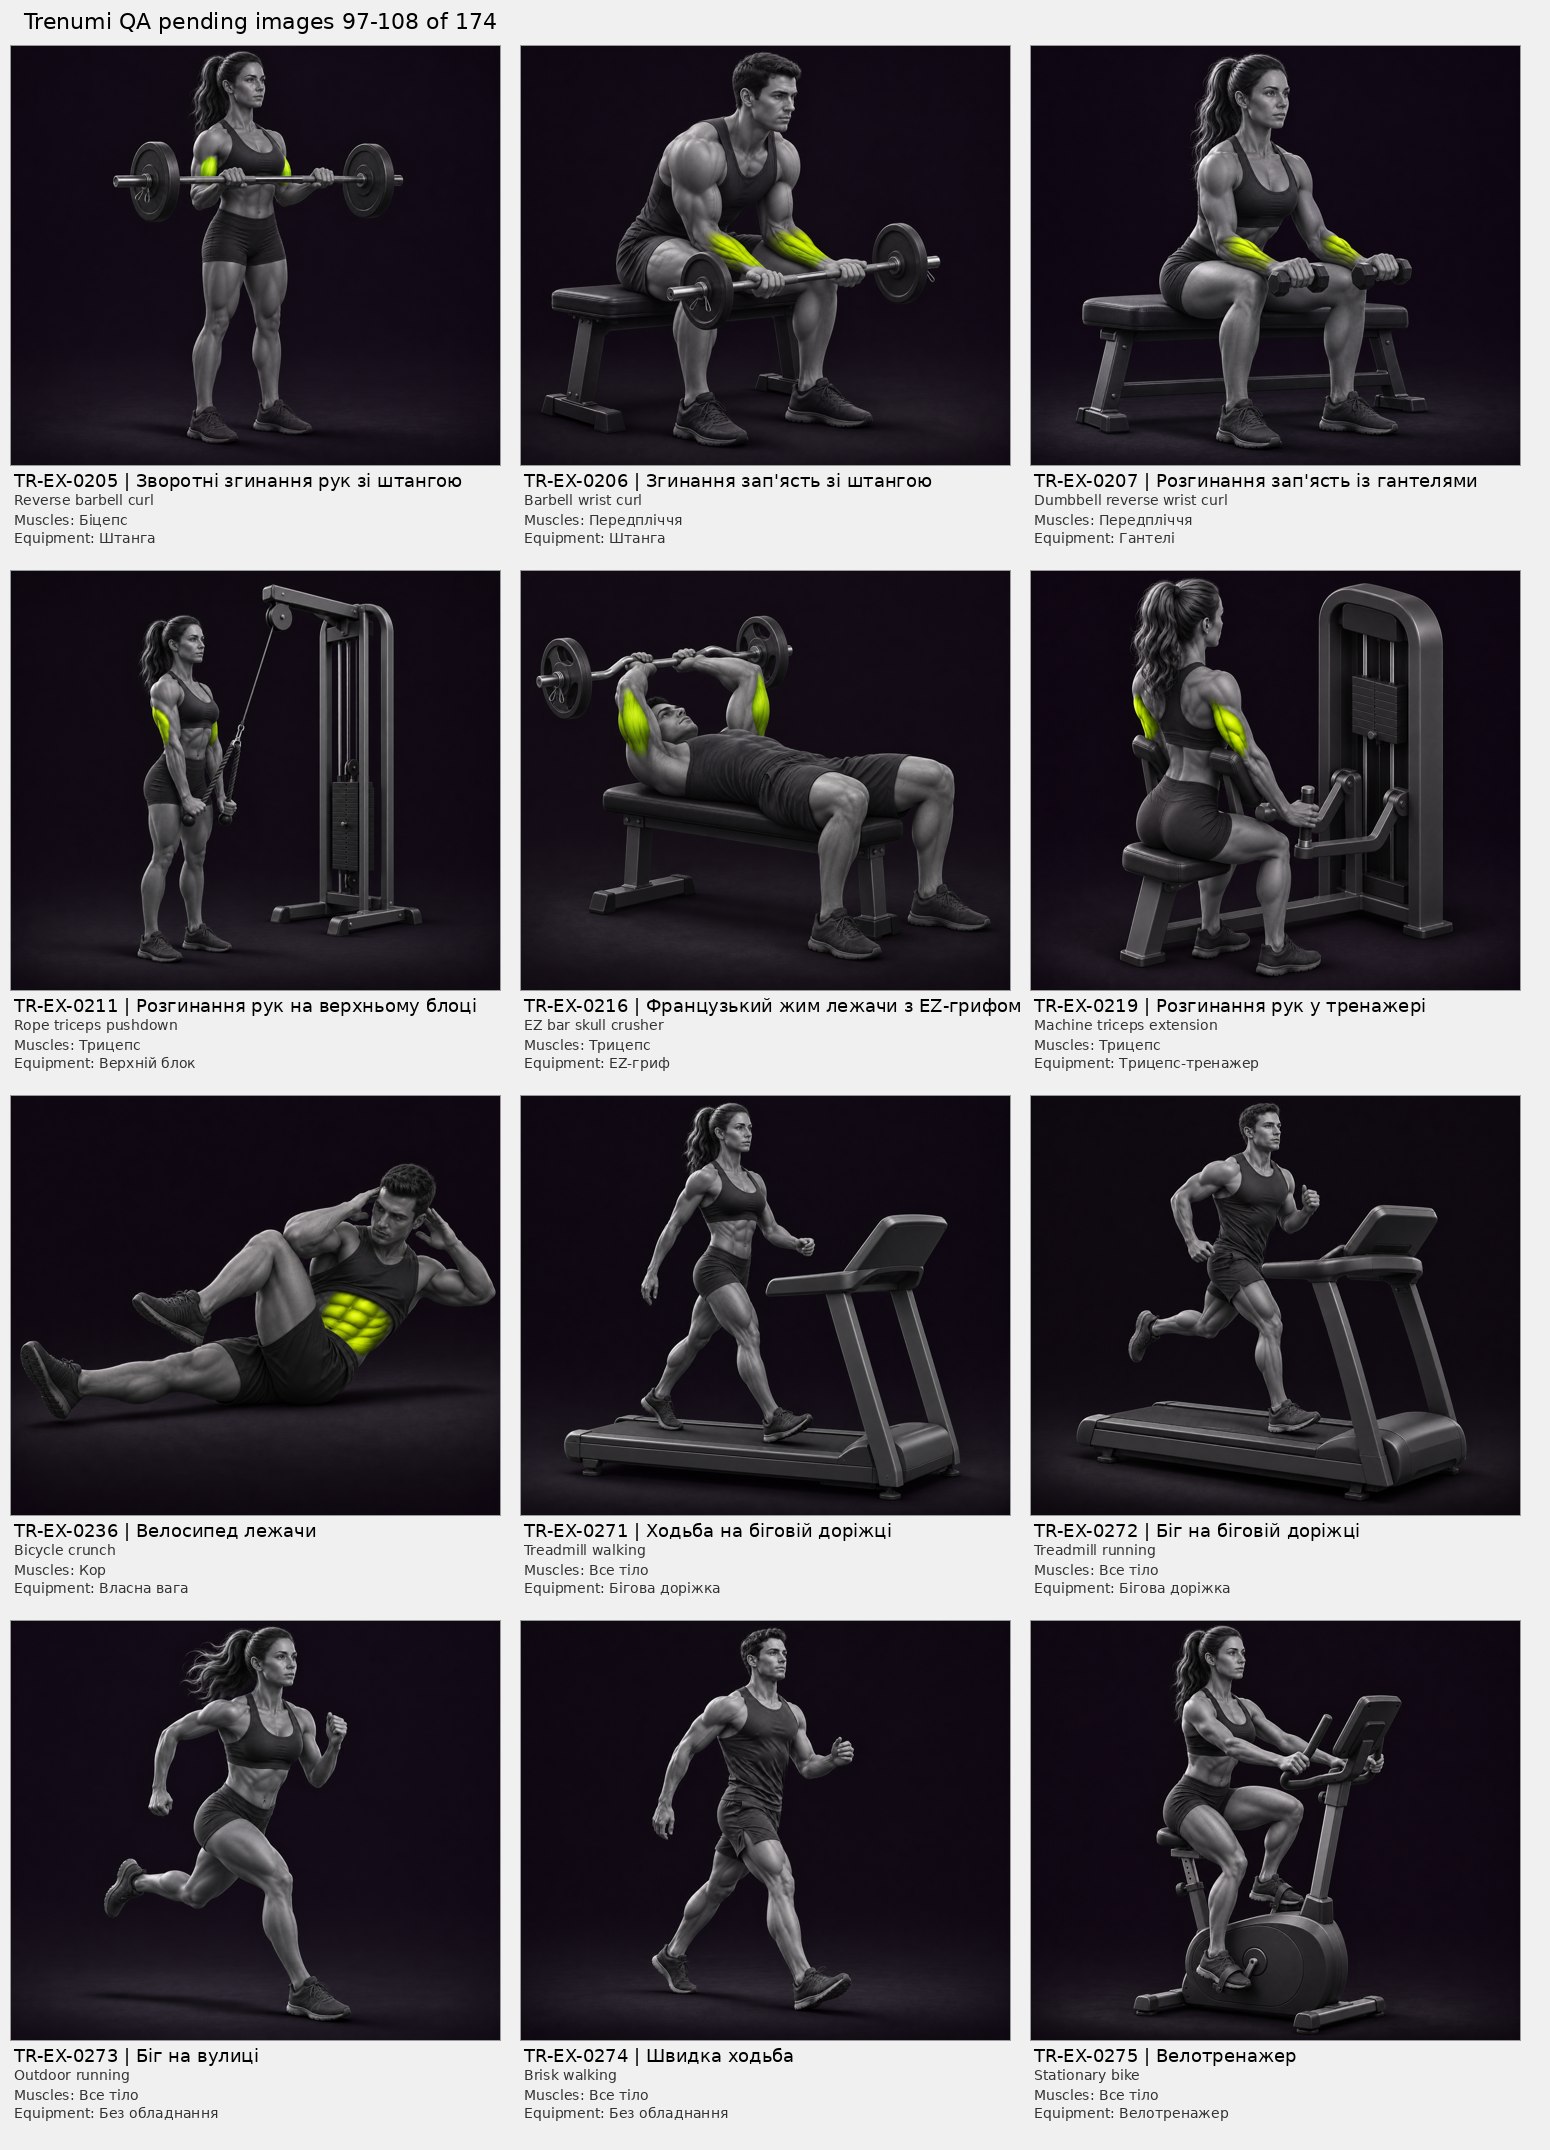 Trenumi QA pending images 97-108 of 174
TR-EX-0205 | Зворотні згинання рук зі штангою
Reverse barbell curl
Muscles: Біцепс
Equipment: Штанга
TR-EX-0206 | Згинання зап'ясть зі штангою
Barbell wrist curl
Muscles: Передпліччя
Equipment: Штанга
TR-EX-0207 | Розгинання зап'ясть із гантелями
Dumbbell reverse wrist curl
Muscles: Передпліччя
Equipment: Гантелі
TR-EX-0211 | Розгинання рук на верхньому блоці
Rope triceps pushdown
Muscles: Трицепс
Equipment: Верхній блок
TR-EX-0216 | Французький жим лежачи з EZ-грифом
EZ bar skull crusher
Muscles: Трицепс
Equipment: EZ-гриф
TR-EX-0219 | Розгинання рук у тренажері
Machine triceps extension
Muscles: Трицепс
Equipment: Трицепс-тренажер
TR-EX-0236 | Велосипед лежачи
Bicycle crunch
Muscles: Кор
Equipment: Власна вага
TR-EX-0271 | Ходьба на біговій доріжці
Treadmill walking
Muscles: Все тіло
Equipment: Бігова доріжка
TR-EX-0272 | Біг на біговій доріжці
Treadmill running
Muscles: Все тіло
Equipment: Бігова доріжка
TR-EX-0273 | Біг на вулиці
Outdoor running
Muscles: Все тіло
Equipment: Без обладнання
TR-EX-0274 | Швидка ходьба
Brisk walking
Muscles: Все тіло
Equipment: Без обладнання
TR-EX-0275 | Велотренажер
Stationary bike
Muscles: Все тіло
Equipment: Велотренажер